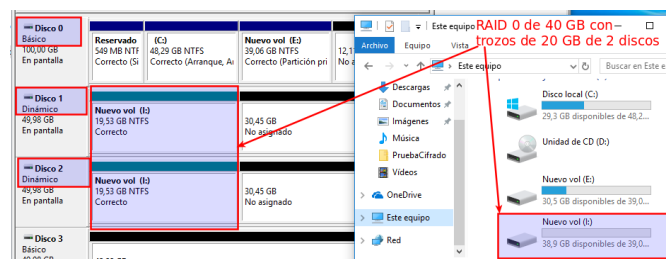 Disco 0
Básico
100,00 GB
En pantalla
Reservado
549 MB NTF
Correcto (Si
(C:)
48,29 GB NTFS
Correcto (Arranque, Ar
Nuevo vol (E:)
39,06 GB NTFS
Correcto (Partición pri
12,1
No a
Disco 1
Dinámico
49,98 GB
En pantalla
Nuevo vol (I:)
19,53 GB NTFS
Correcto
30,45 GB
No asignado
Disco 2
Dinámico
49,98 GB
En pantalla
Nuevo vol (I:)
19,53 GB NTFS
Correcto
30,45 GB
No asignado
Disco 3
Básico
Este equipo
RAID 0 de 40 GB con
trozos de 20 GB de 2 discos
Archivo Equipo Vista
Este equipo
Buscar en Este e
Descargas
Documentos
Imágenes
Música
PruebaCifrado
Vídeos
OneDrive
Este equipo
Red
Disco local (C:)
29,3 GB disponibles de 48,2...
Unidad de CD (D:)
Nuevo vol (E:)
30,5 GB disponibles de 39,0...
Nuevo vol (I:)
38,9 GB disponibles de 39,0...